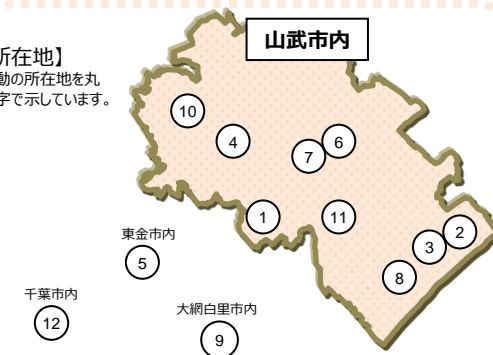 山武市内
所在地】
動の所在地を丸
字で示しています。
10
4
7
6
1
11
2
3
8
東金市内
5
千葉市内
12
大網白里市内
9